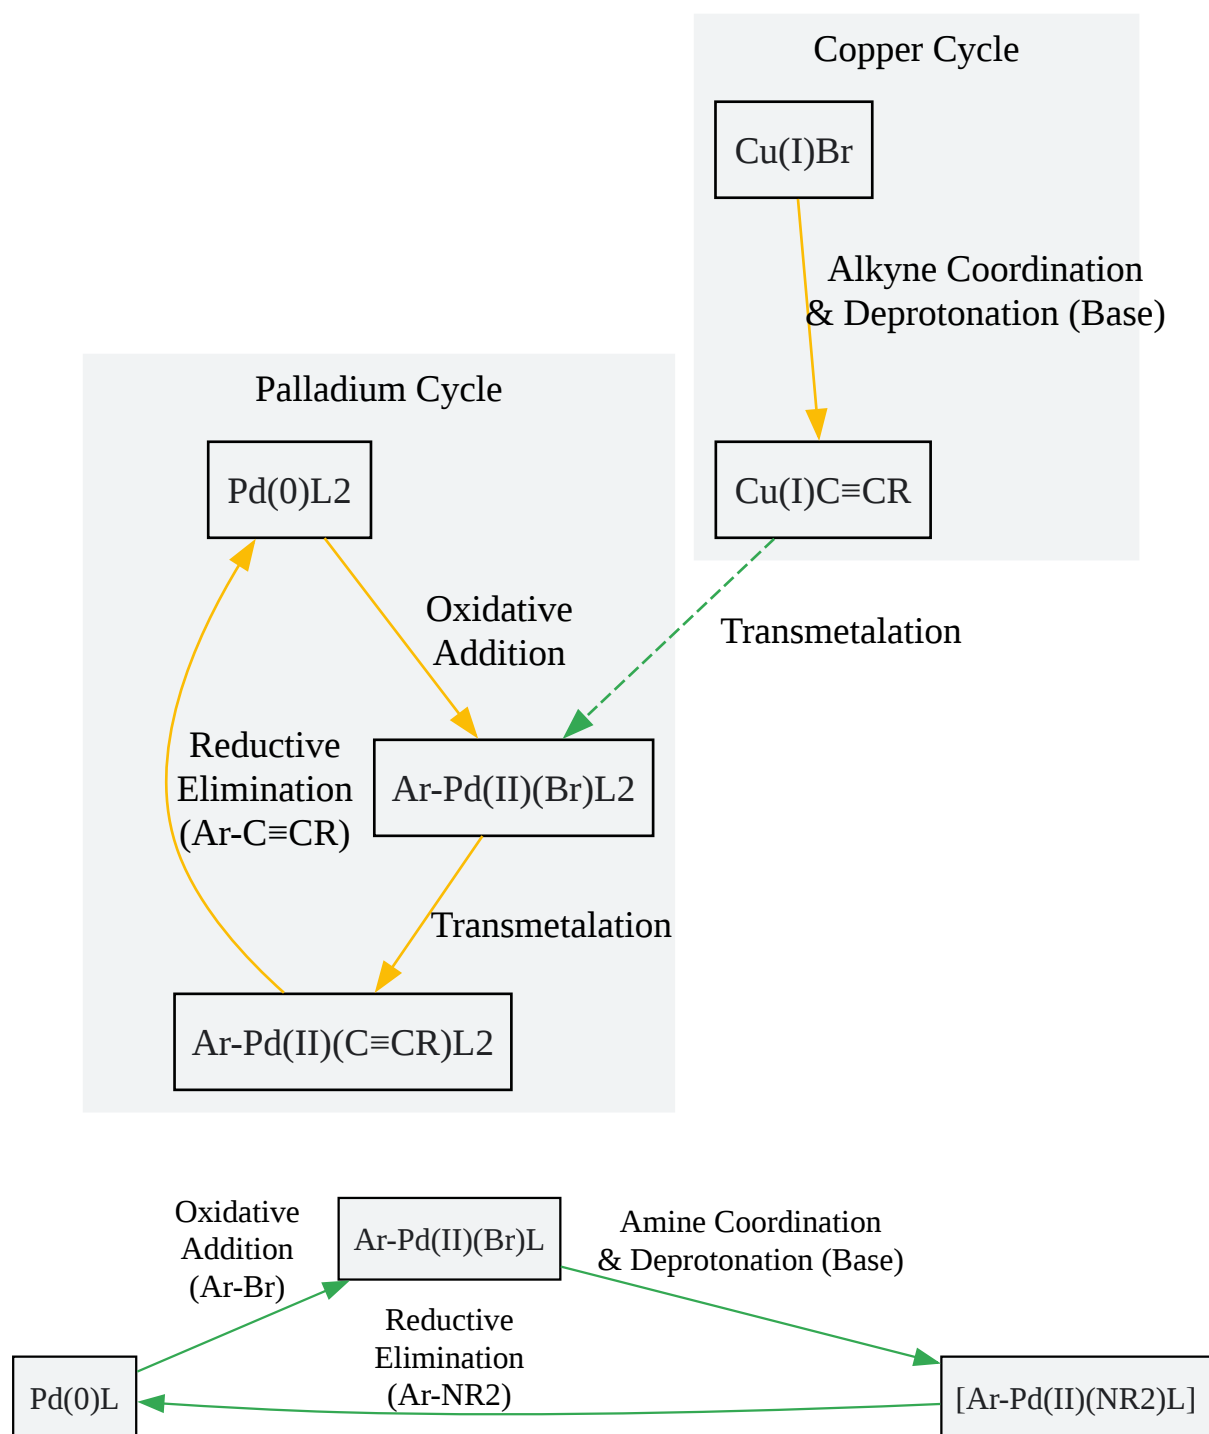 Copper Cycle
Cu(I)Br
Alkyne Coordination
& Deprotonation (Base)
Cu(I)C≡CR
Palladium Cycle
Pd(0)L2
Oxidative
Addition
Transmetalation
Reductive
Elimination
(Ar-C≡CR)
Ar-Pd(II)(Br)L2
Transmetalation
Ar-Pd(II)(C≡CR)L2
Oxidative
Addition
(Ar-Br)
Ar-Pd(II)(Br)L
Amine Coordination
& Deprotonation (Base)
Reductive
Elimination
(Ar-NR2)
Pd(0)L
[Ar-Pd(II)(NR2)L]